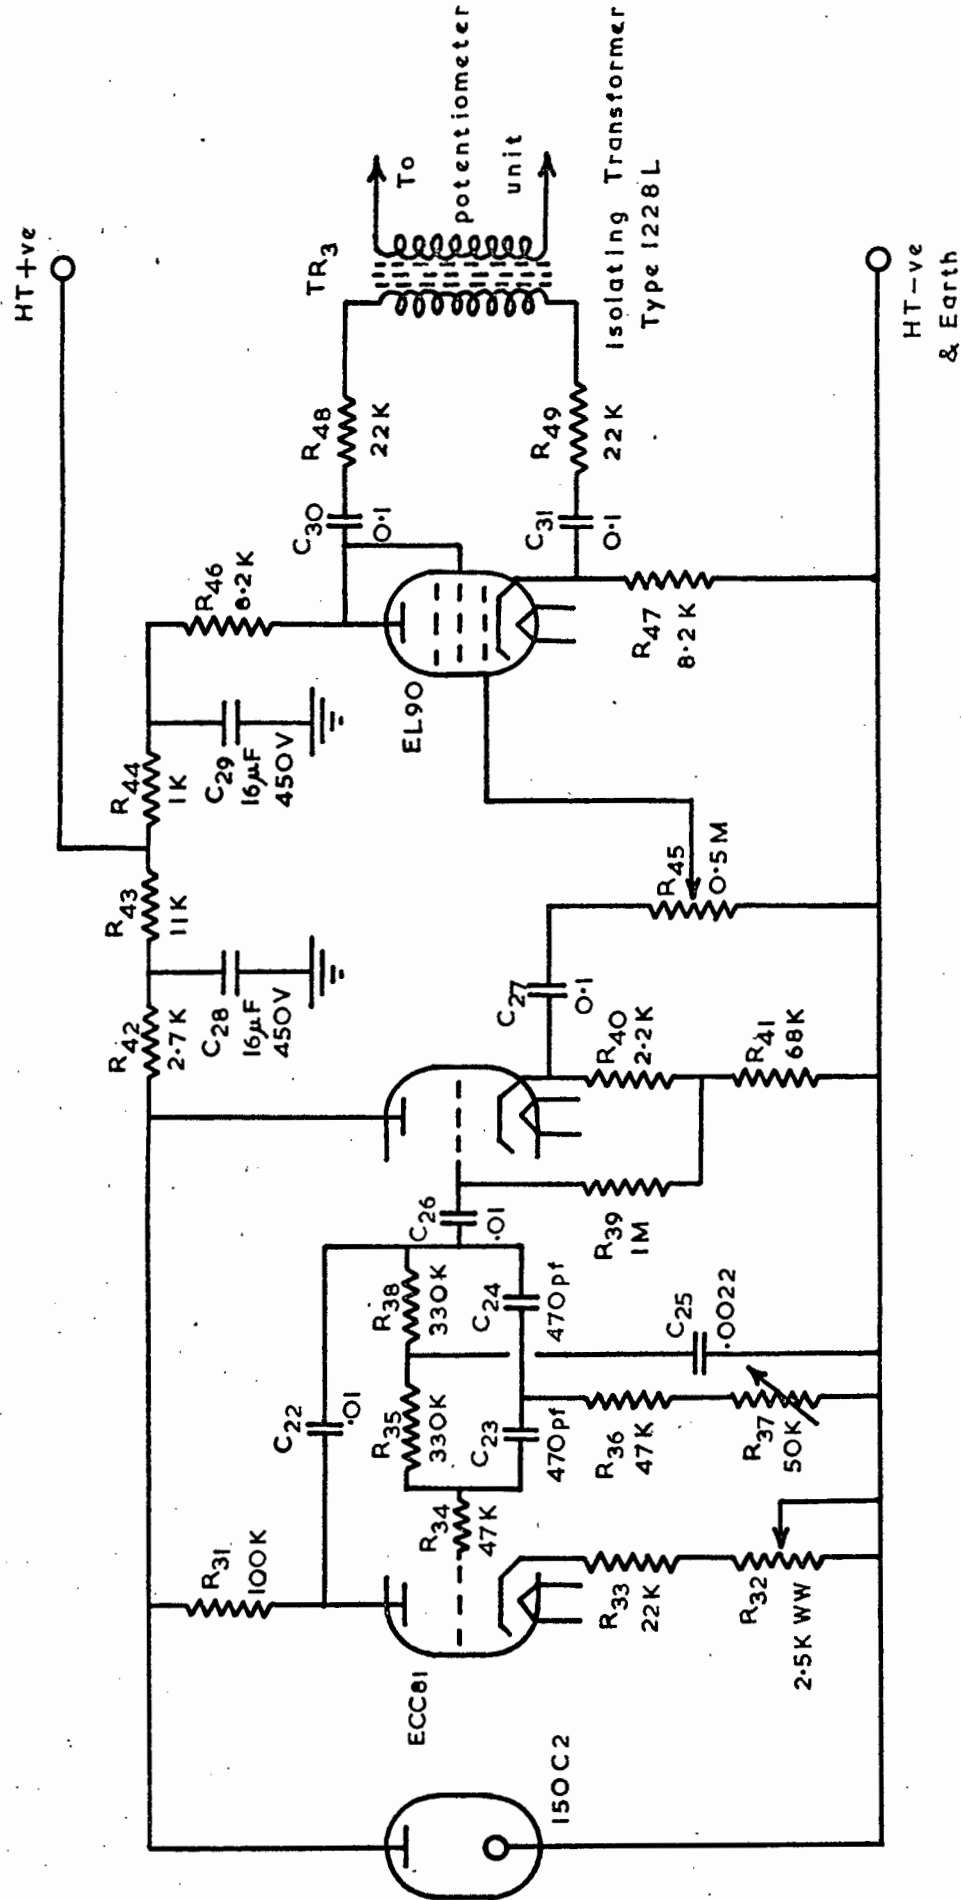 HT+ve
R31
100K
C22
.01
R42
2·7K
C28
16µF
450V
R43
11K
R44
1K
C29
16µF
450V
R46
8·2K
C30
0·1
R48
22K
TR3
To
potentiometer
unit
Isolating Transformer
Type 1228L
150C2
ECC81
R34
47K
R35
330K
R38
330K
C23
470pf
C24
470pf
C26
.01
R33
22K
R32
2·5K WW
R36
47K
R37
50K
C25
.0022
R39
1M
R40
2·2K
R41
68K
C27
0·1
R45
0·5M
EL90
R47
8·2K
C31
0·1
R49
22K
HT-ve
& Earth